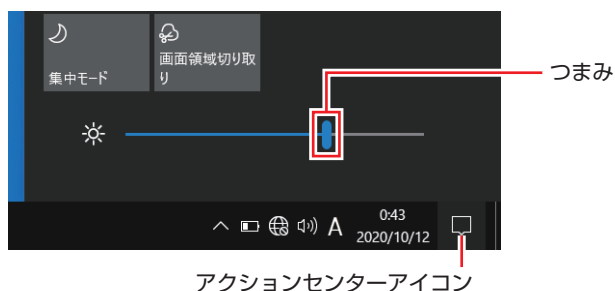 集中モード
画面領域切り取
り
つまみ
A
0:43
2020/10/12
アクションセンターアイコン